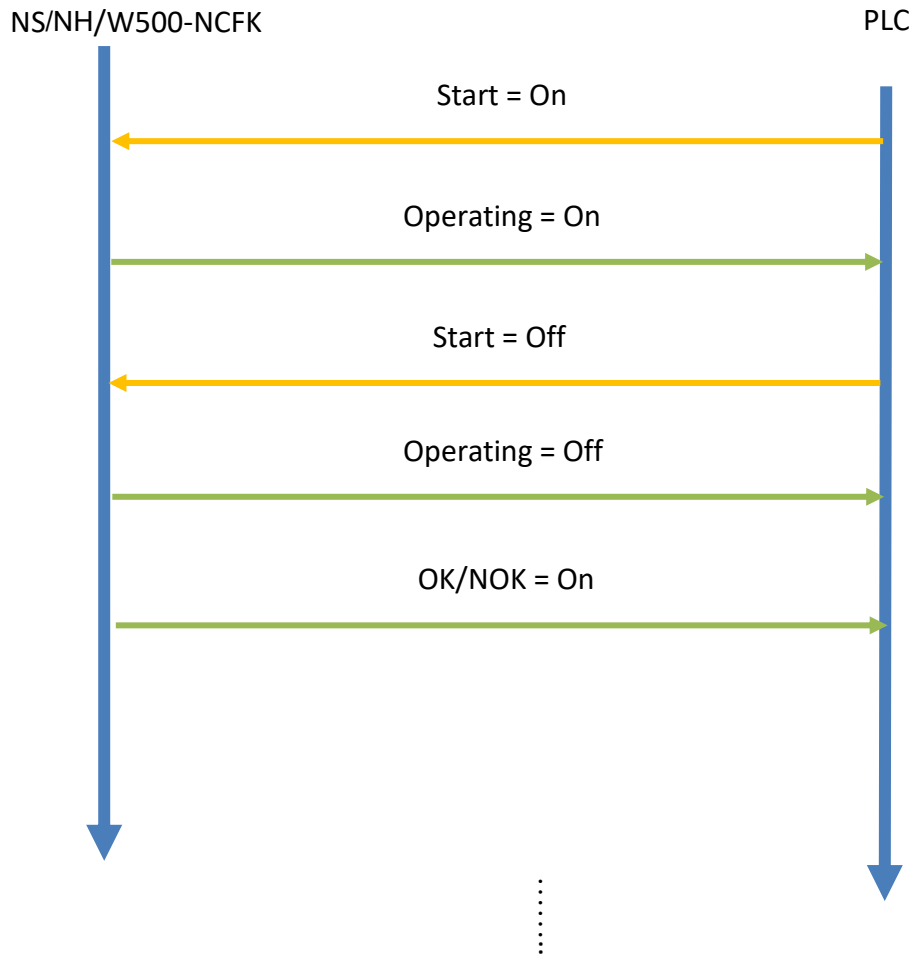 NS/NH/W500-NCFK
PLC
Start = On
Operating = On
Start = Off
Operating = Off
OK/NOK = On